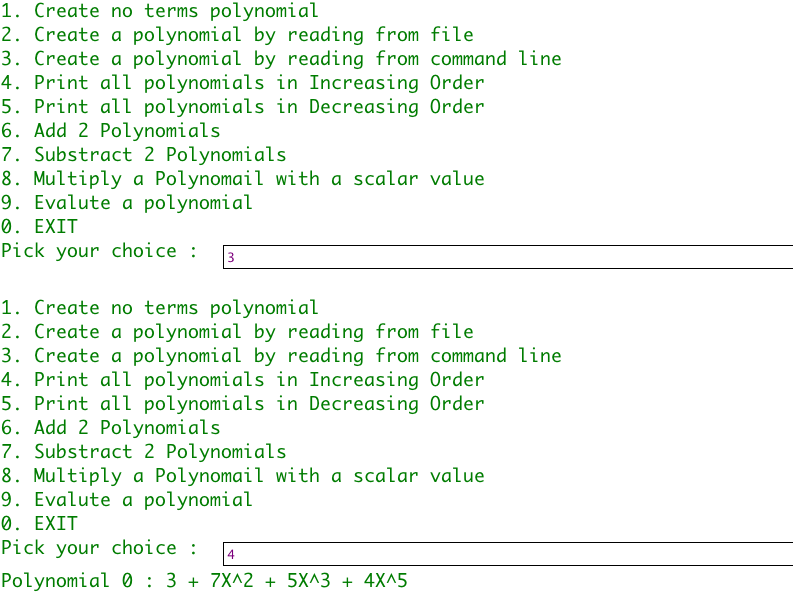 1. Create no terms polynomial
2. Create a polynomial by reading from file
3. Create a polynomial by reading from command line
4. Print all polynomials in Increasing Order
5. Print all polynomials in Decreasing Order
6. Add 2 Polynomials
7. Substract 2 Polynomials
8. Multiply a Polynomail with a scalar value
9. Evalute a polynomial
0. EXIT
Pick your choice : 3
1. Create no terms polynomial
2. Create a polynomial by reading from file
3. Create a polynomial by reading from command line
4. Print all polynomials in Increasing Order
5. Print all polynomials in Decreasing Order
6. Add 2 Polynomials
7. Substract 2 Polynomials
8. Multiply a Polynomail with a scalar value
9. Evalute a polynomial
0. EXIT
Pick your choice : 4
Polynomial 0 : 3 + 7X^2 + 5X^3 + 4X^5